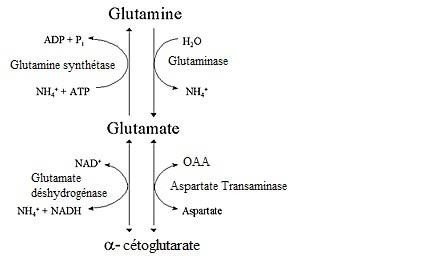 Glutamine
ADP + Pi
H₂O
Glutamine synthétase
Glutaminase
NH₄⁺ + ATP
NH₄⁺
Glutamate
NAD⁺
OAA
Glutamate
déshydrogénase
Aspartate Transaminase
NH₄⁺ + NADH
Aspartate
α- cétoglutarate